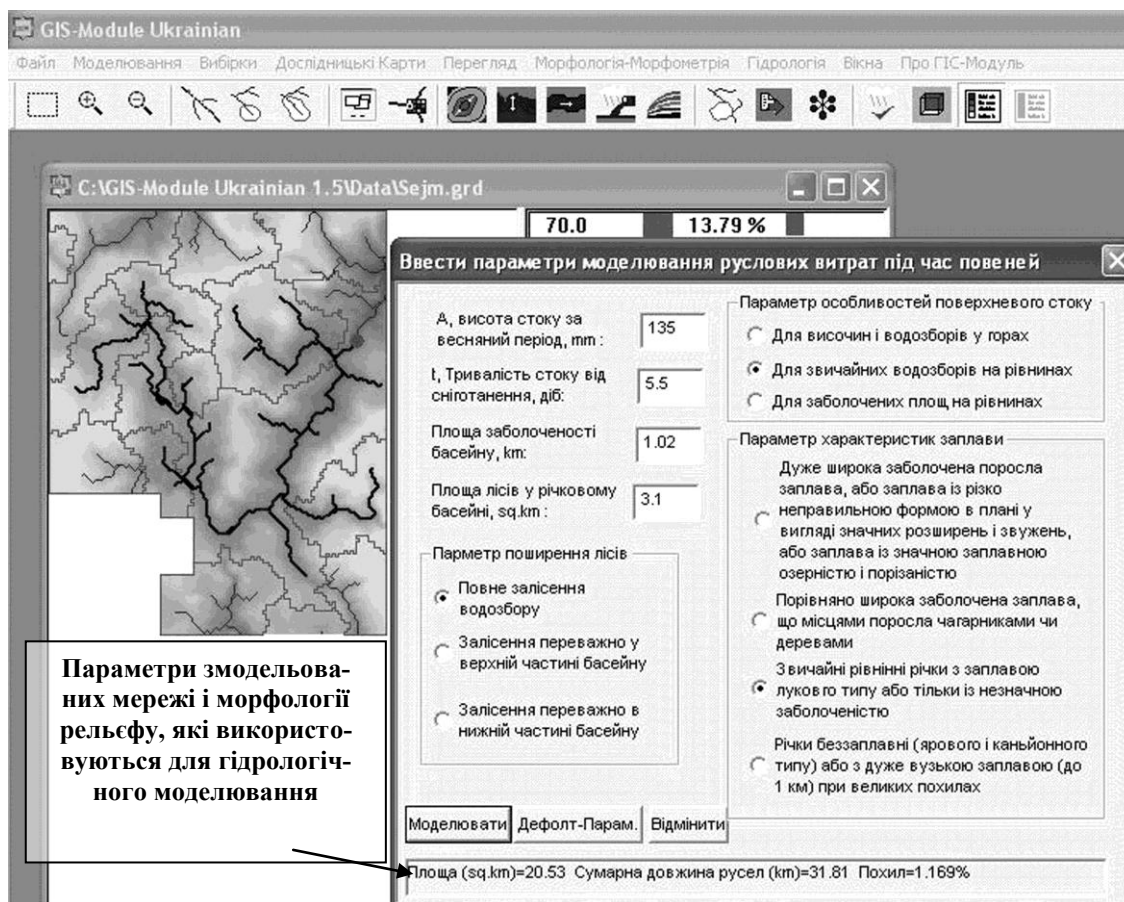 GIS-Module Ukrainian
Файл Моделювання Вибірки Дослідницькі Карти Перегляд Морфологія-Морфометрія Гідрологія Вікна Про ГІС-Модуль
C:\GIS-Module Ukrainian 1.5\Data\Sejm.grd
70.0 13.79 %
Ввести параметри моделювання руслових витрат під час повеней
А, висота стоку за
весняний період, mm :
135
t, Тривалість стоку від
сніготанення, діб:
5.5
Площа заболоченості
басейну, km:
1.02
Площа лісів у річковому
басейні, sq.km :
3.1
Парметр поширення лісів
Повне залісення
водозбору
Залісення переважно у
верхній частині басейну
Залісення переважно в
нижній частині басейну
Параметр особливостей поверхневого стоку
Для височин і водозборів у горах
Для звичайних водозборів на рівнинах
Для заболочених площ на рівнинах
Параметр характеристик заплави
Дуже широка заболочена поросла
заплава, або заплава із різко
неправильною формою в плані у
вигляді значних розширень і звужень,
або заплава із значною заплавною
озерністю і порізаністю
Порівняно широка заболочена заплава,
що місцями поросла чагарниками чи
деревами
Звичайні рівнінні річки з заплавою
лукового типу або тільки із незначною
заболоченістю
Річки беззаплавні (ярового і каньйонного
типу) або з дуже вузькою заплавою (до
1 км) при великих похилах
Моделювати Дефолт-Парам. Відмінити
Площа (sq.km)=20.53 Сумарна довжина русел (km)=31.81 Похил=1.169%
Параметри змодельова-
них мережі і морфології
рельєфу, які використо-
вуються для гідрологіч-
ного моделювання